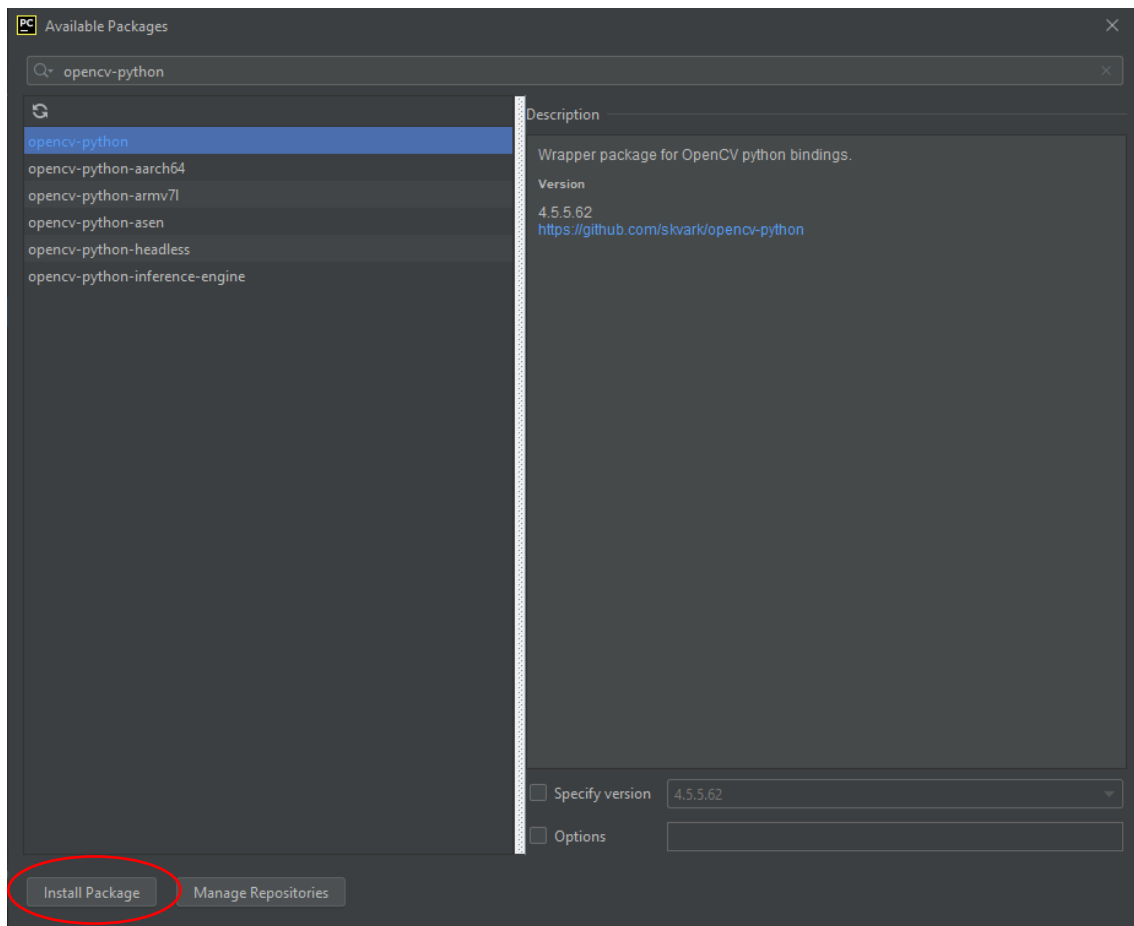 PC Available Packages
opencv-python
opencv-python
opencv-python-aarch64
opencv-python-armv7l
opencv-python-asen
opencv-python-headless
opencv-python-inference-engine
Description
Wrapper package for OpenCV python bindings.
Version
4.5.5.62
https://github.com/skvark/opencv-python
Specify version 4.5.5.62
Options
Install Package Manage Repositories